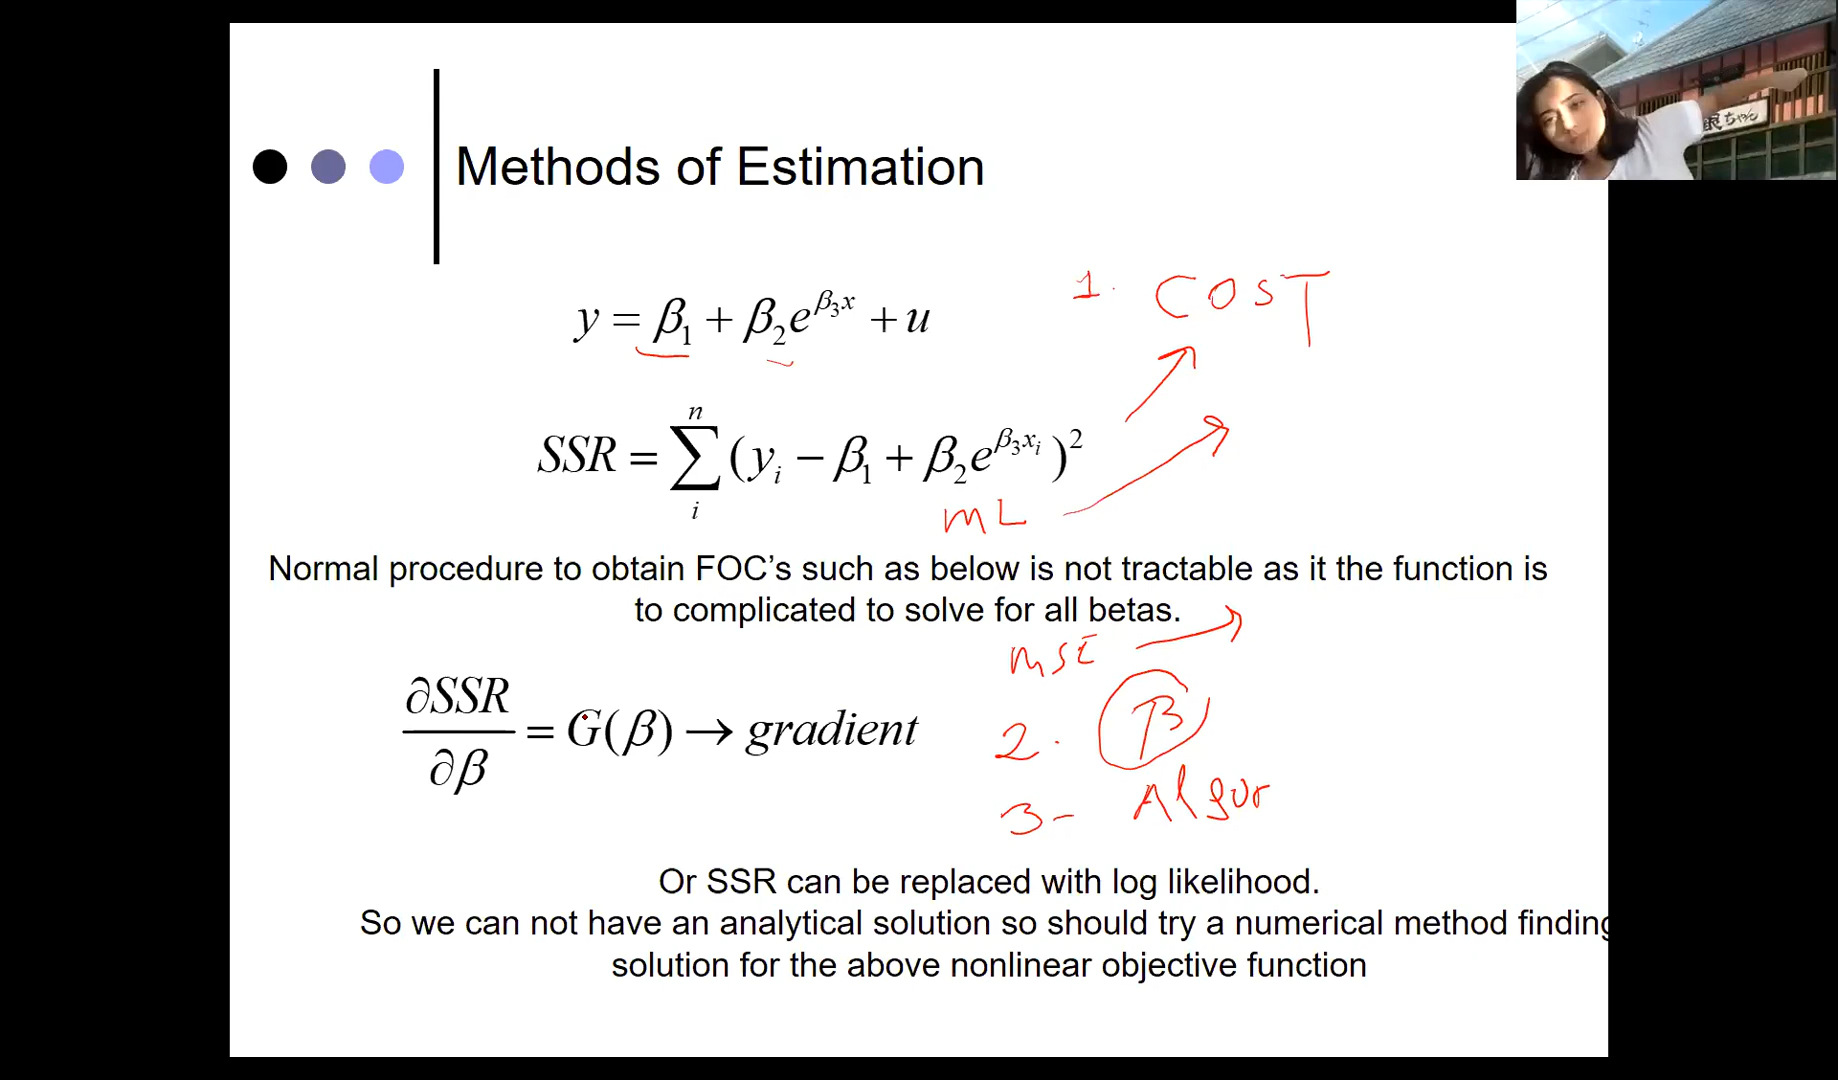 Methods of Estimation
y = β₁ + β₂e^{β₃x} + u
1. COST
SSR = ∑ᵢⁿ (yᵢ − β₁ + β₂e^{β₃xᵢ})²
mL
Normal procedure to obtain FOC’s such as below is not tractable as it the function is
to complicated to solve for all betas.
MSE
∂SSR/∂β = G(β) → gradient
2. β
3- Algor
Or SSR can be replaced with log likelihood.
So we can not have an analytical solution so should try a numerical method finding
solution for the above nonlinear objective function